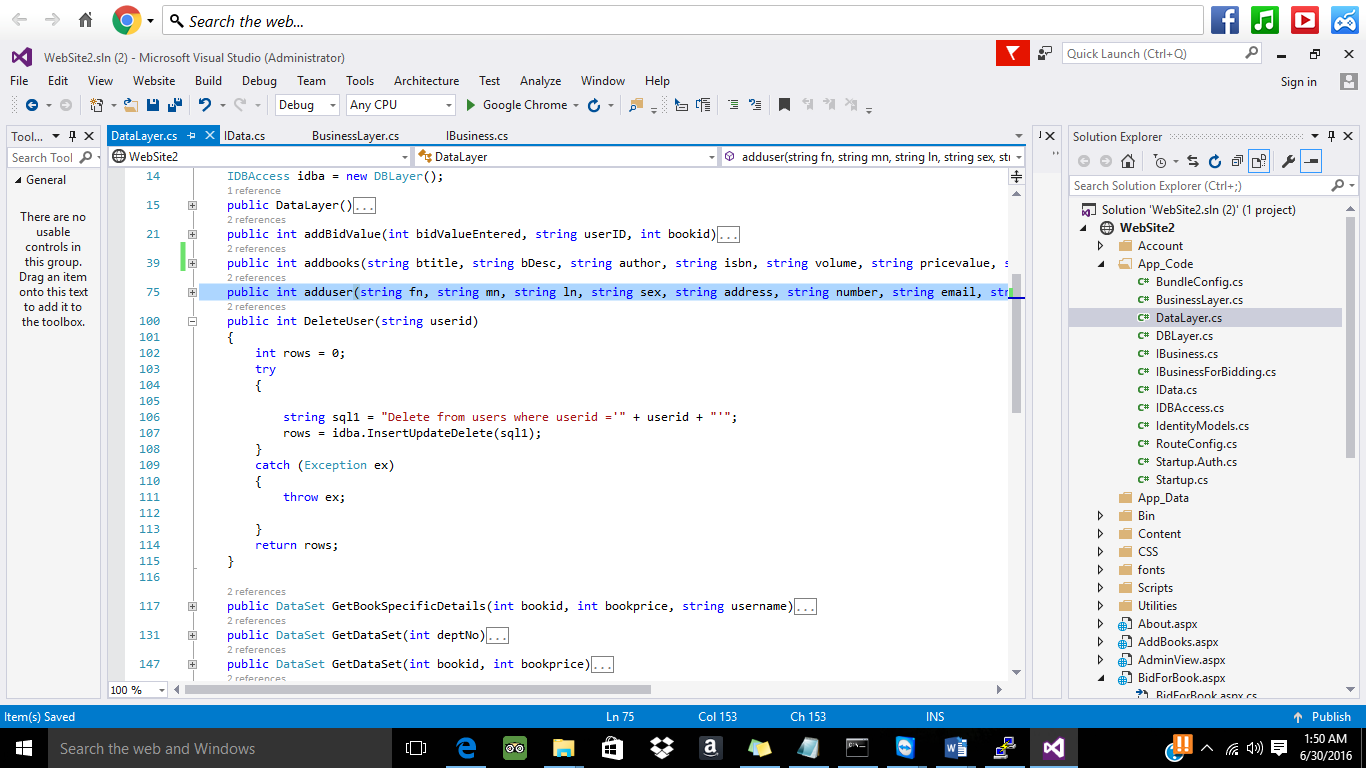 Search the web...
WebSite2.sln (2) - Microsoft Visual Studio (Administrator)
Quick Launch (Ctrl+Q)
File Edit View Website Build Debug Team Tools Architecture Test Analyze Window Help
Sign in
Debug Any CPU Google Chrome
Tool...
Search Tool
General
There are no
usable
controls in
this group.
Drag an item
onto this text
to add it to
the toolbox.
DataLayer.cs IData.cs BusinessLayer.cs IBusiness.cs
WebSite2 DataLayer adduser(string fn, string mn, string ln, string sex, str
14 IDBAccess idba = new DBLayer();
1 reference
15 public DataLayer()...
2 references
21 public int addBidValue(int bidValueEntered, string userID, int bookid)...
2 references
39 public int addbooks(string btitle, string bDesc, string author, string isbn, string volume, string pricevalue, s
2 references
75 public int adduser(string fn, string mn, string ln, string sex, string address, string number, string email, str
2 references
100 public int DeleteUser(string userid)
101 {
102 int rows = 0;
103 try
104 {
105
106 string sql1 = "Delete from users where userid ='" + userid + "'";
107 rows = idba.InsertUpdateDelete(sql1);
108 }
109 catch (Exception ex)
110 {
111 throw ex;
112
113 }
114 return rows;
115 }
116
2 references
117 public DataSet GetBookSpecificDetails(int bookid, int bookprice, string username)...
2 references
131 public DataSet GetDataSet(int deptNo)...
2 references
147 public DataSet GetDataSet(int bookid, int bookprice)...
2 references
100 %
Solution Explorer
Search Solution Explorer (Ctrl+;)
Solution 'WebSite2.sln (2)' (1 project)
WebSite2
Account
App_Code
C# BundleConfig.cs
C# BusinessLayer.cs
C# DataLayer.cs
C# DBLayer.cs
C# IBusiness.cs
C# IBusinessForBidding.cs
C# IData.cs
C# IDBAccess.cs
C# IdentityModels.cs
C# RouteConfig.cs
C# Startup.Auth.cs
C# Startup.cs
App_Data
Bin
Content
CSS
fonts
Scripts
Utilities
About.aspx
AddBooks.aspx
AdminView.aspx
BidForBook.aspx
BidForBook.aspx.cs
Item(s) Saved Ln 75 Col 153 Ch 153 INS Publish
Search the web and Windows
1:50 AM
6/30/2016